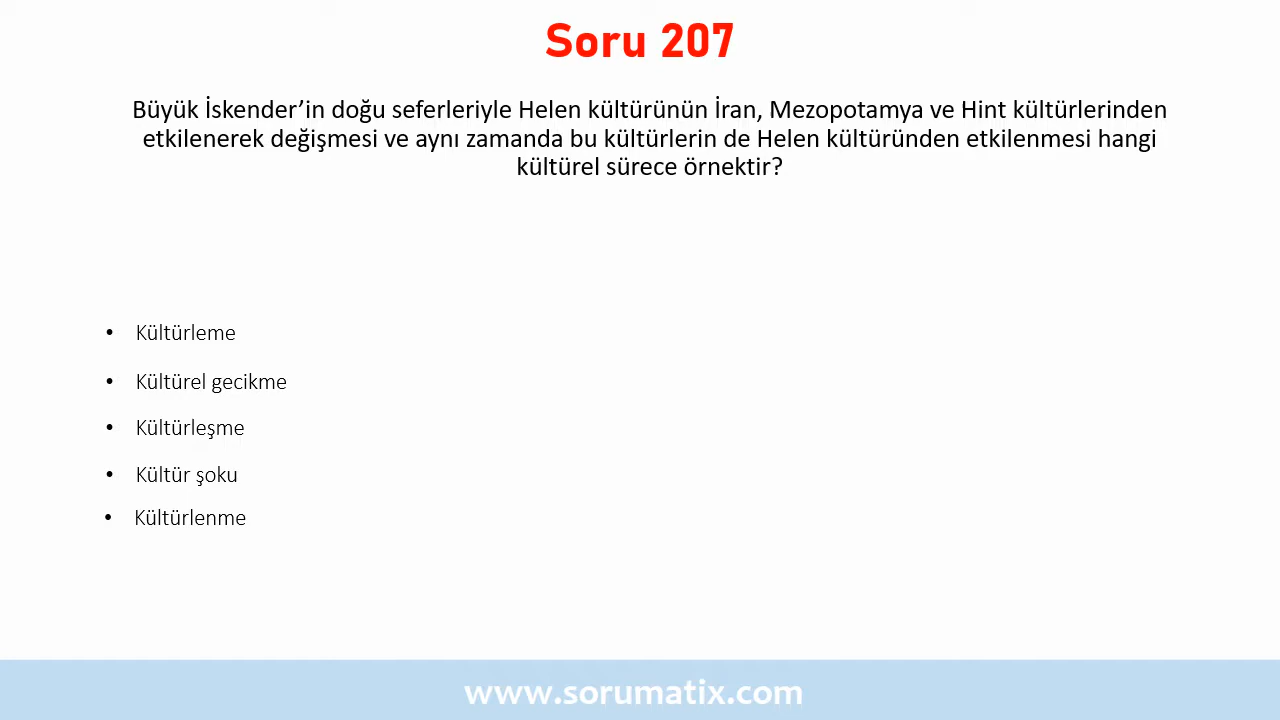 Soru 207
Büyük İskender’in doğu seferleriyle Helen kültürünün İran, Mezopotamya ve Hint kültürlerinden
etkilenerek değişmesi ve aynı zamanda bu kültürlerin de Helen kültüründen etkilenmesi hangi
kültürel sürece örnektir?
• Kültürleme
• Kültürel gecikme
• Kültürleşme
• Kültür şoku
• Kültürlenme
www.sorumatix.com